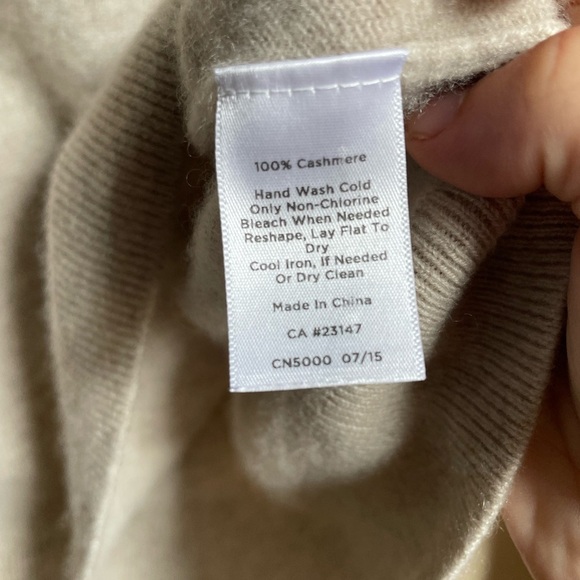 100% Cashmere
Hand Wash Cold
Only Non-Chlorine
Bleach When Needed
Reshape, Lay Flat To
Dry
Cool Iron, If Needed
Or Dry Clean
Made In China
CA #23147
CN5000 07/15